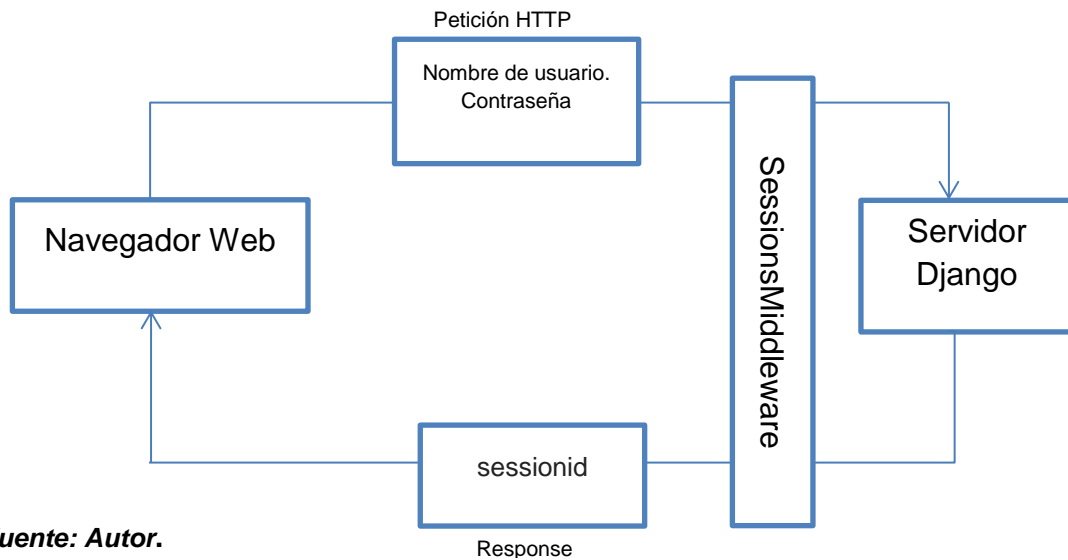 Petición HTTP
Nombre de usuario.
Contraseña
SessionsMiddleware
Navegador Web
Servidor
Django
sessionid
uente: Autor.
Response